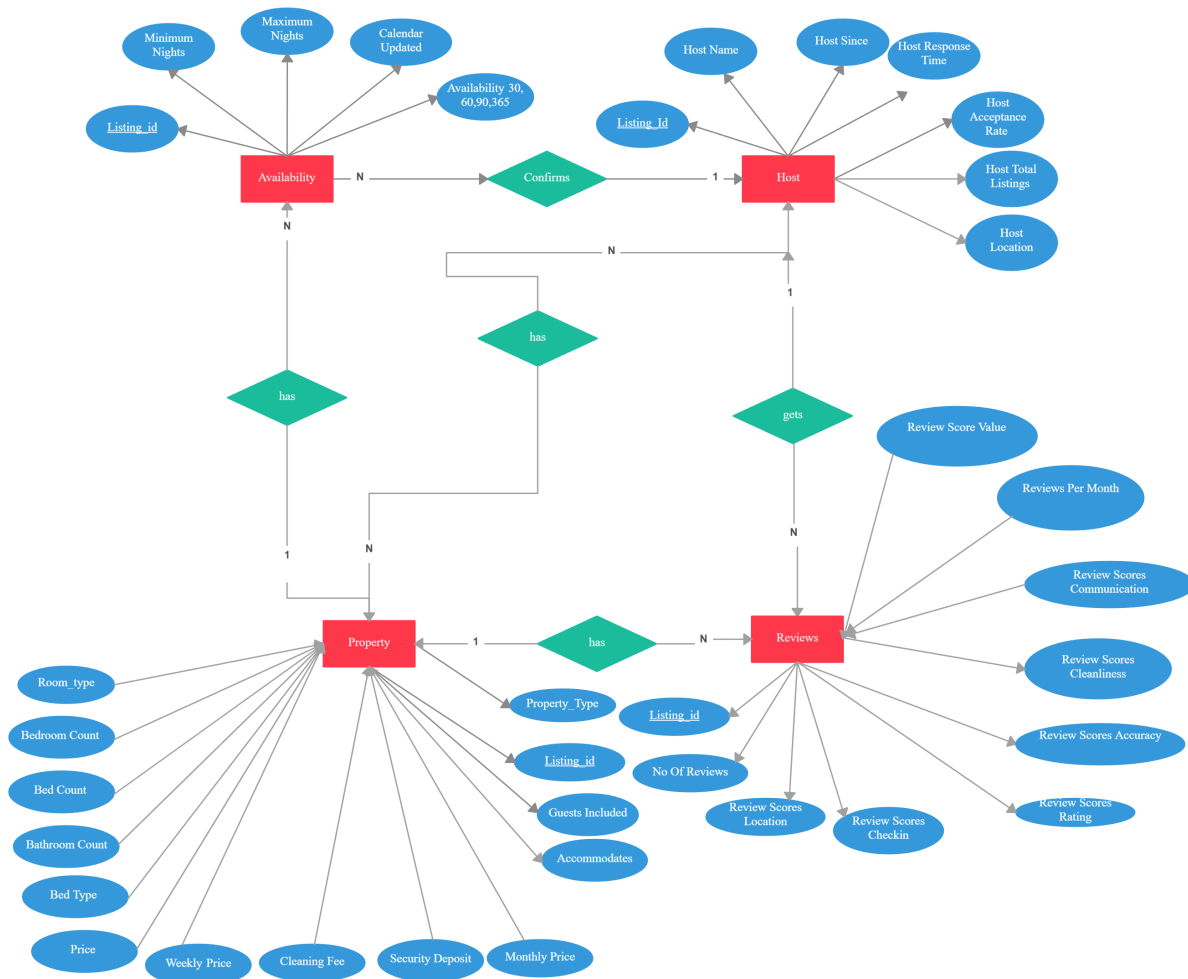 Minimum
Nights
Maximum
Nights
Calendar
Updated
Availability 30,
60,90,365
Listing_id
Host Name
Host Since
Host Response
Time
Listing_Id
Host
Acceptance
Rate
Host Total
Listings
Host
Location
Availability
N
Confirms
1
Host
N
N
1
has
has
gets
1
N
N
Review Score Value
Reviews Per Month
Review Scores
Communication
Review Scores
Cleanliness
Review Scores Accuracy
Review Scores
Rating
Property
1
has
N
Reviews
Room_type
Bedroom Count
Bed Count
Bathroom Count
Bed Type
Price
Weekly Price
Cleaning Fee
Security Deposit
Monthly Price
Property_Type
Listing_id
Guests Included
Accommodates
Listing_id
No Of Reviews
Review Scores
Location
Review Scores
Checkin